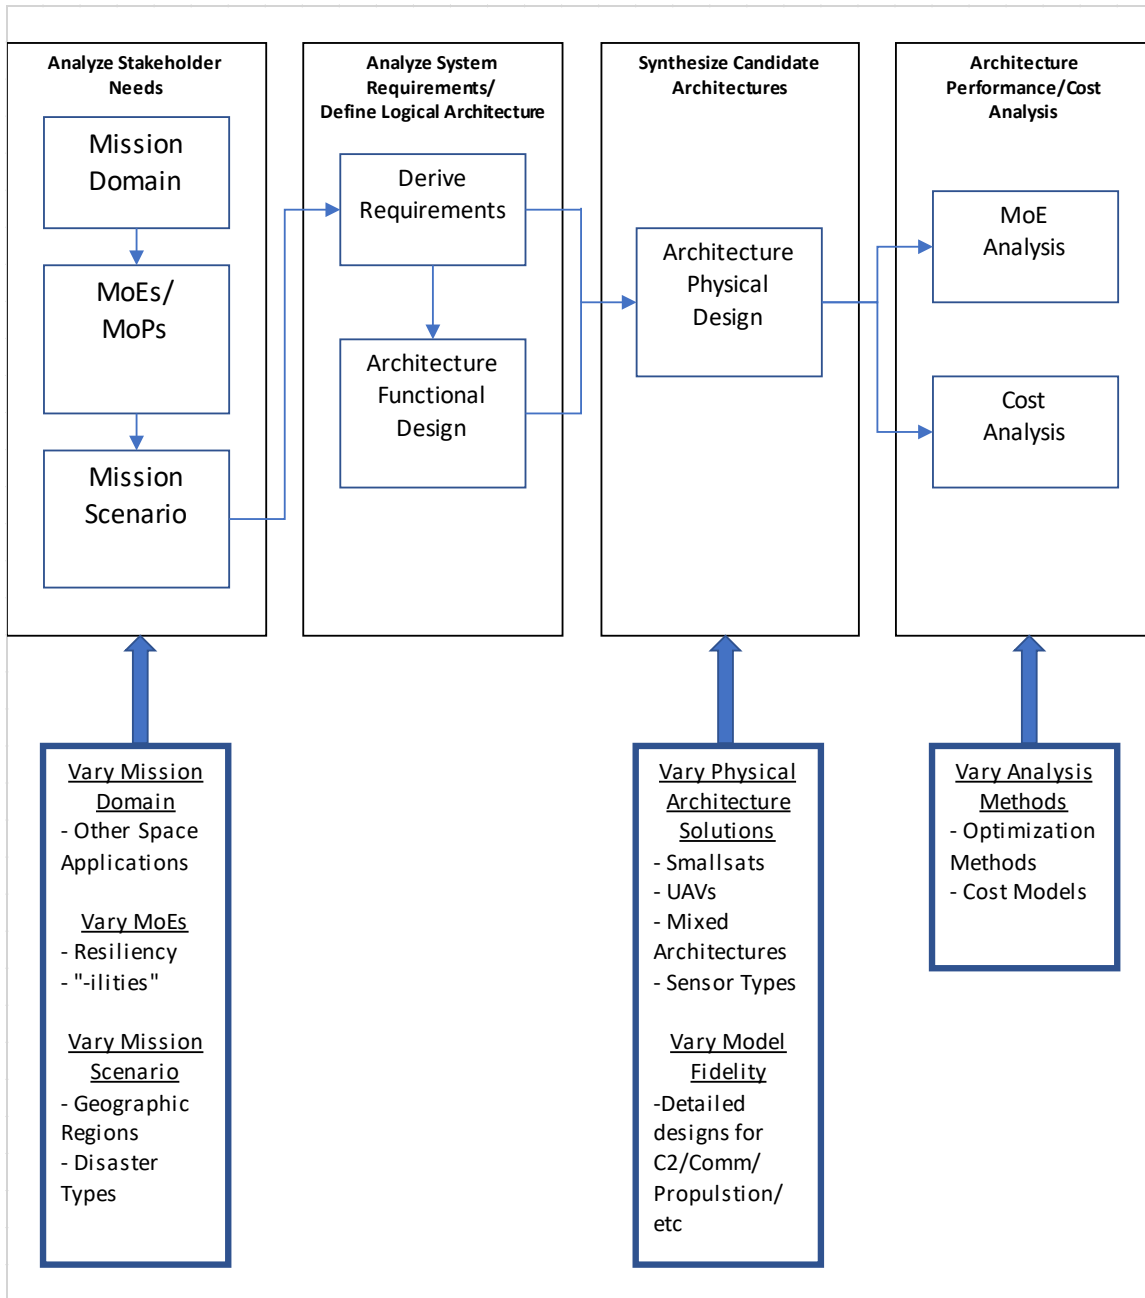 Analyze Stakeholder
Needs
Mission
Domain
MoEs/
MoPs
Mission
Scenario
Analyze System
Requirements/
Define Logical Architecture
Derive
Requirements
Architecture
Functional
Design
Synthesize Candidate
Architectures
Architecture
Physical
Design
Architecture
Performance/Cost
Analysis
MoE
Analysis
Cost
Analysis
Vary Mission
Domain
- Other Space
Applications
Vary MoEs
- Resiliency
- "-ilities"
Vary Mission
Scenario
- Geographic
Regions
- Disaster
Types
Vary Physical
Architecture
Solutions
- Smallsats
- UAVs
- Mixed
Architectures
- Sensor Types
Vary Model
Fidelity
-Detailed
designs for
C2/Comm/
Propulstion/
etc
Vary Analysis
Methods
- Optimization
Methods
- Cost Models